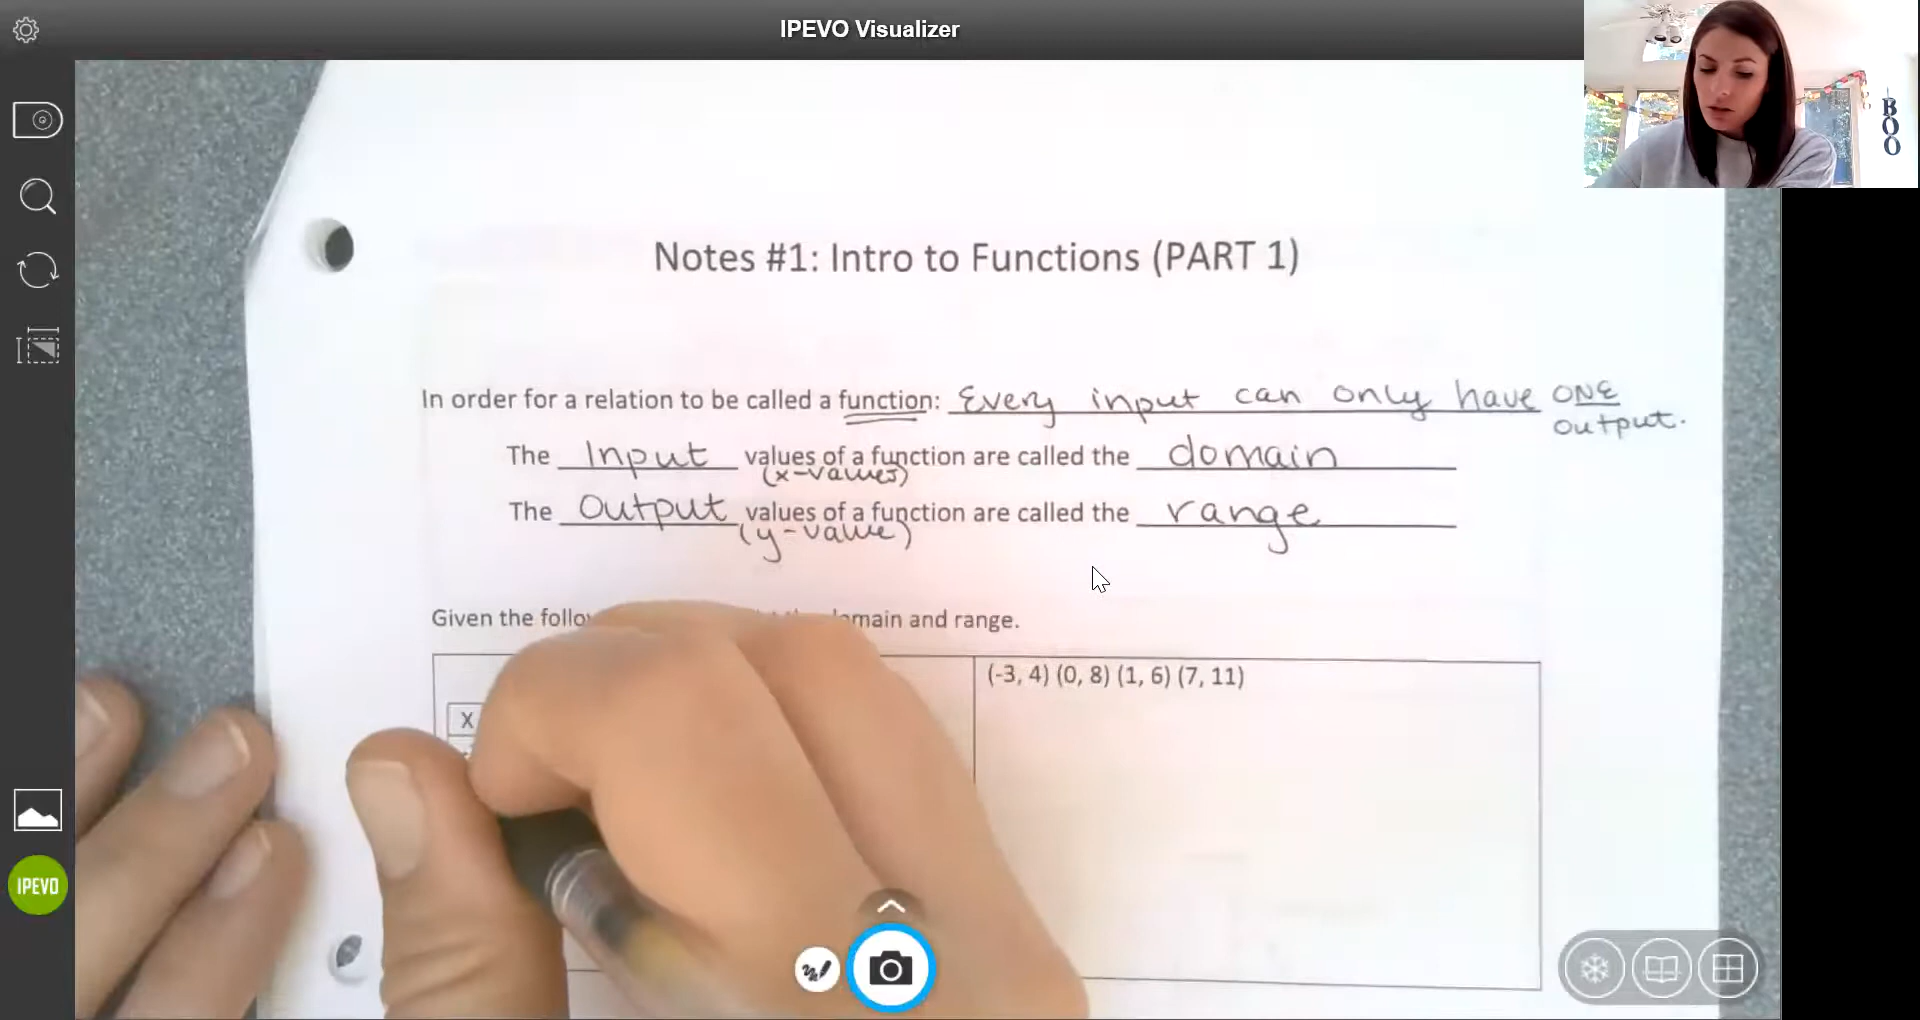 IPEVO Visualizer
BOO
Notes #1: Intro to Functions (PART 1)
In order for a relation to be called a function: Every input can only have ONE
output.
The Input values of a function are called the domain
(x-values)
The Output values of a function are called the range
(y-value)
Given the domain and range.
(-3, 4) (0, 8) (1, 6) (7, 11)
X
IPEVO